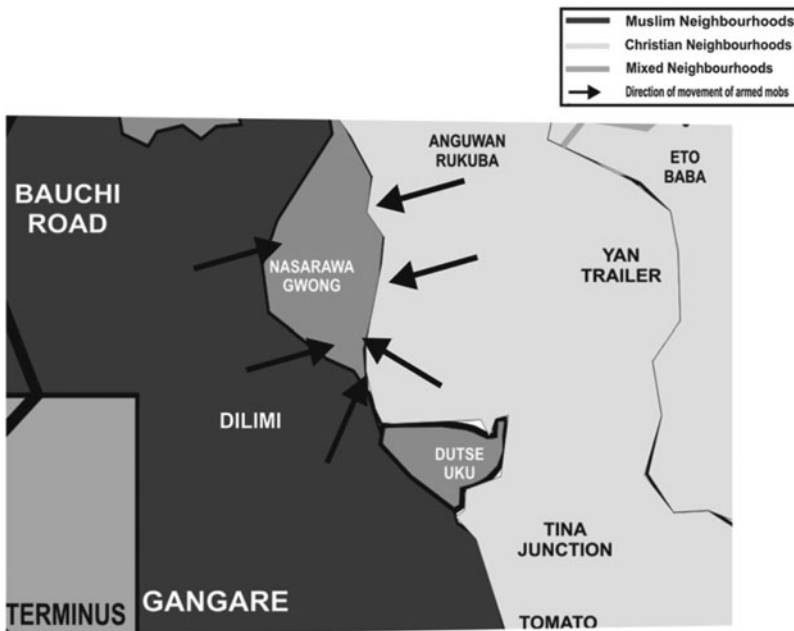 Muslim Neighbourhoods
Christian Neighbourhoods
Mixed Neighbourhoods
Direction of movement of armed mobs
ANGUWAN
RUKUBA
ETO
BABA
BAUCHI
ROAD
YAN
TRAILER
NASARAWA
GWONG
DILIMI
DUTSE
UKU
TINA
JUNCTION
TERMINUS
GANGARE
TOMATO